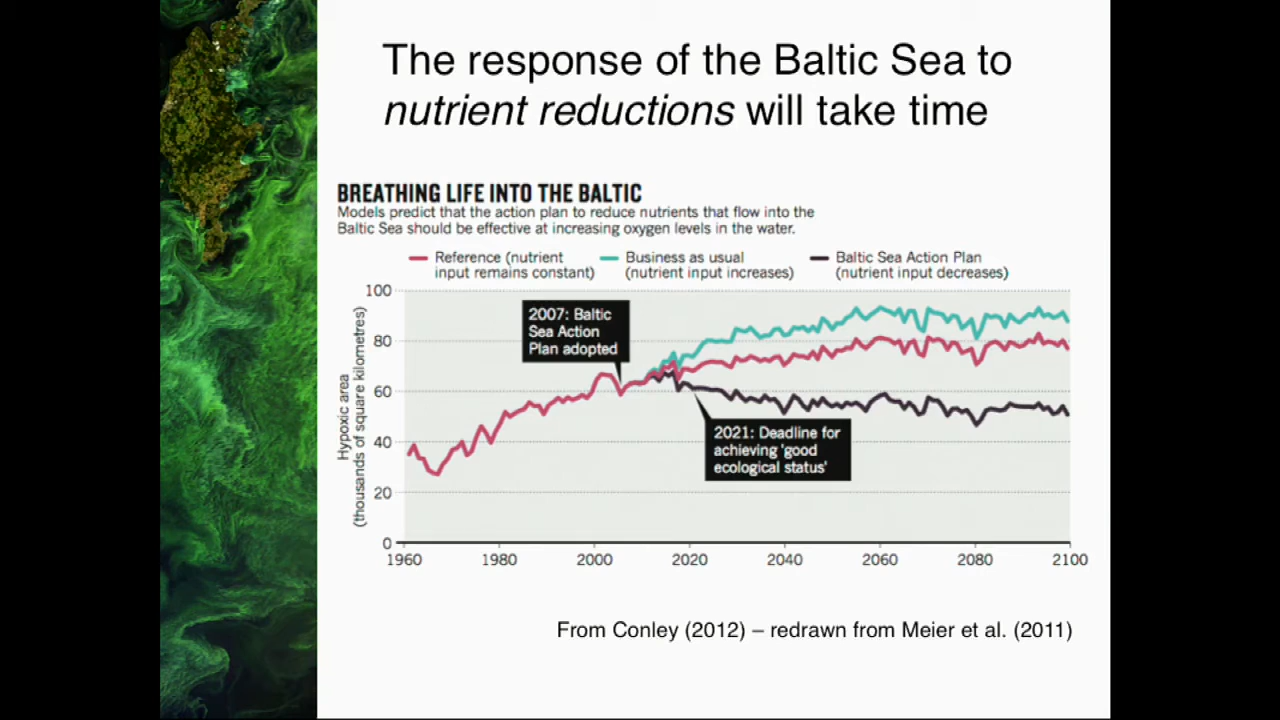 The response of the Baltic Sea to
nutrient reductions will take time
BREATHING LIFE INTO THE BALTIC
Models predict that the action plan to reduce nutrients that flow into the
Baltic Sea should be effective at increasing oxygen levels in the water.
Reference (nutrient
input remains constant)
Business as usual
(nutrient input increases)
Baltic Sea Action Plan
(nutrient input decreases)
Hypoxic area
(thousands of square kilometres)
100
80
60
40
20
0
2007: Baltic
Sea Action
Plan adopted
2021: Deadline for
achieving 'good
ecological status'
1960 1980 2000 2020 2040 2060 2080 2100
From Conley (2012) – redrawn from Meier et al. (2011)